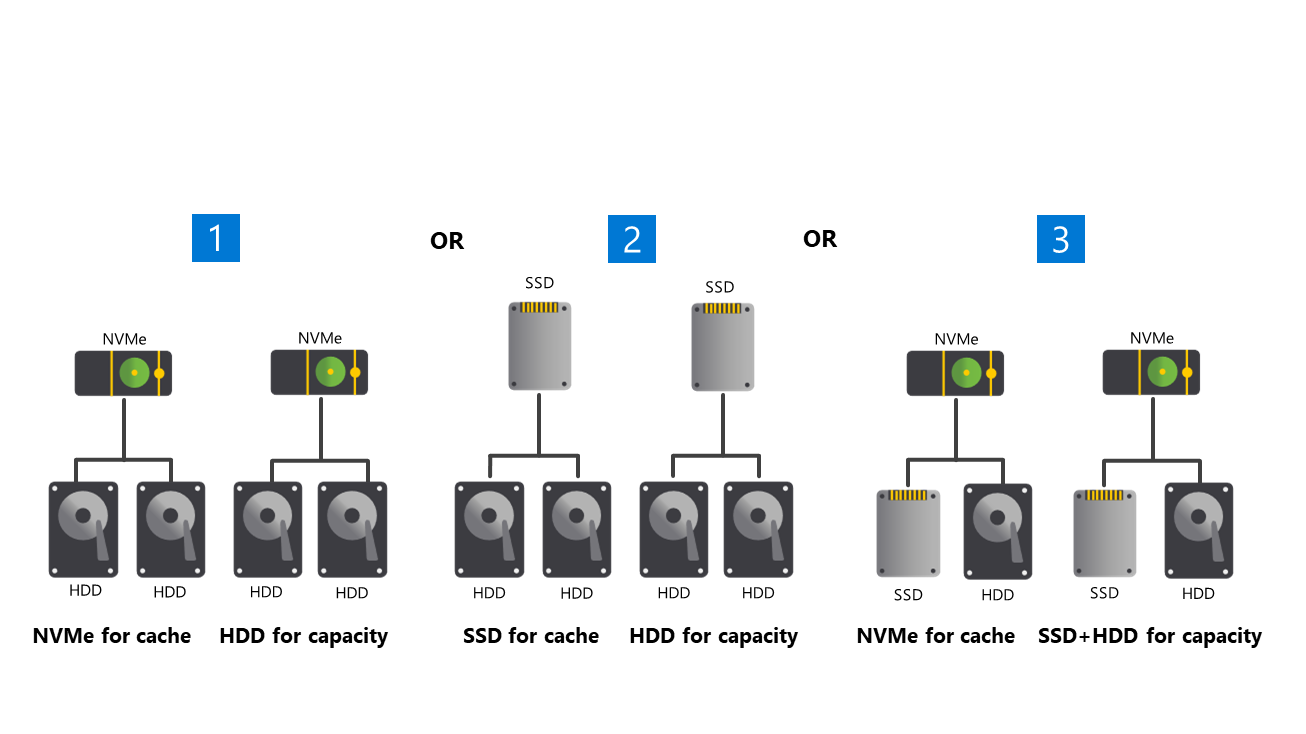 1
OR
2
OR
3
SSD
SSD
NVMe
NVMe
NVMe
NVMe
HDD
HDD
HDD
HDD
HDD
HDD
HDD
HDD
SSD
HDD
SSD
HDD
NVMe for cache
HDD for capacity
SSD for cache
HDD for capacity
NVMe for cache
SSD+HDD for capacity